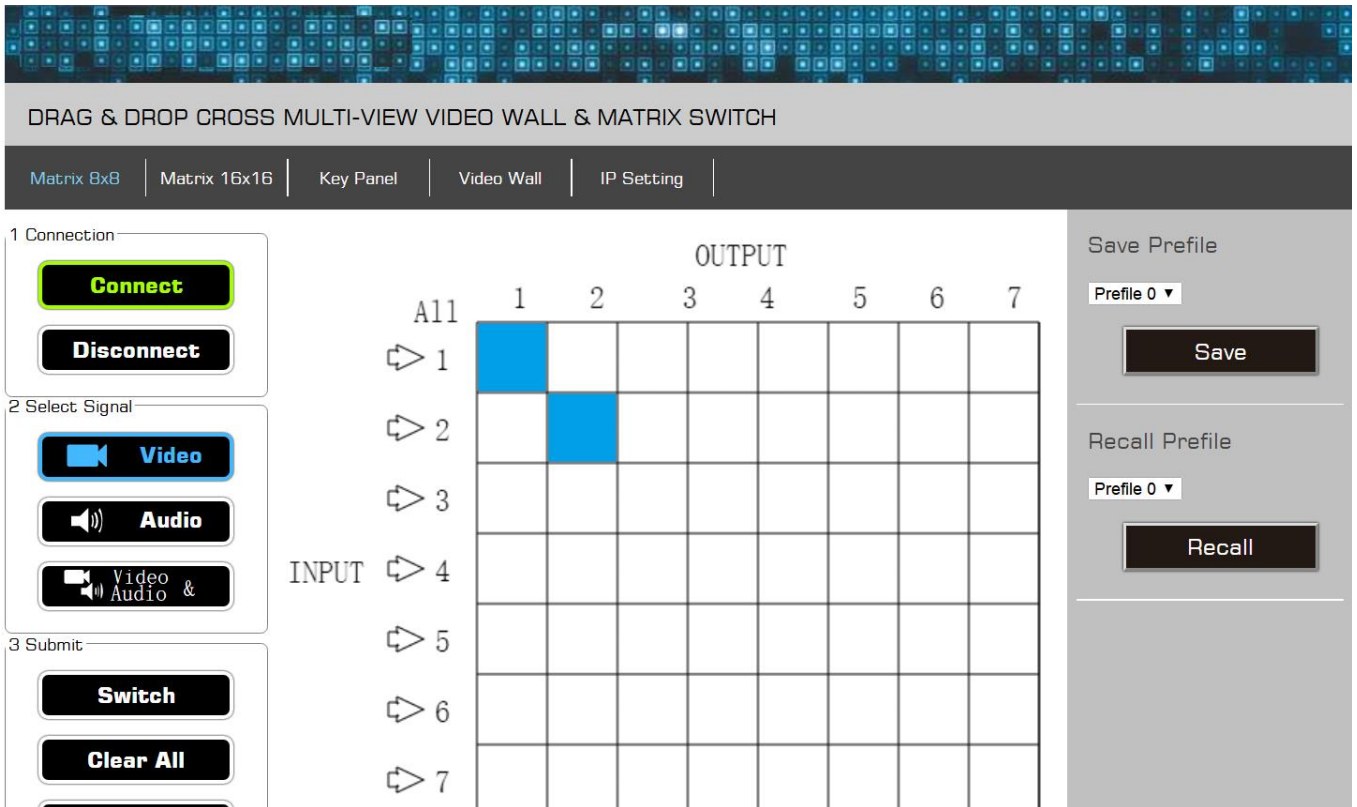 DRAG & DROP CROSS MULTI-VIEW VIDEO WALL & MATRIX SWITCH
Matrix 8x8
Matrix 16x16
Key Panel
Video Wall
IP Setting
1 Connection
Connect
Disconnect
2 Select Signal
Video
Audio
Video
Audio &
3 Submit
Switch
Clear All
OUTPUT
All 1 2 3 4 5 6 7
1
2
3
INPUT 4
5
6
7
Save Prefile
Prefile 0
Save
Recall Prefile
Prefile 0
Recall